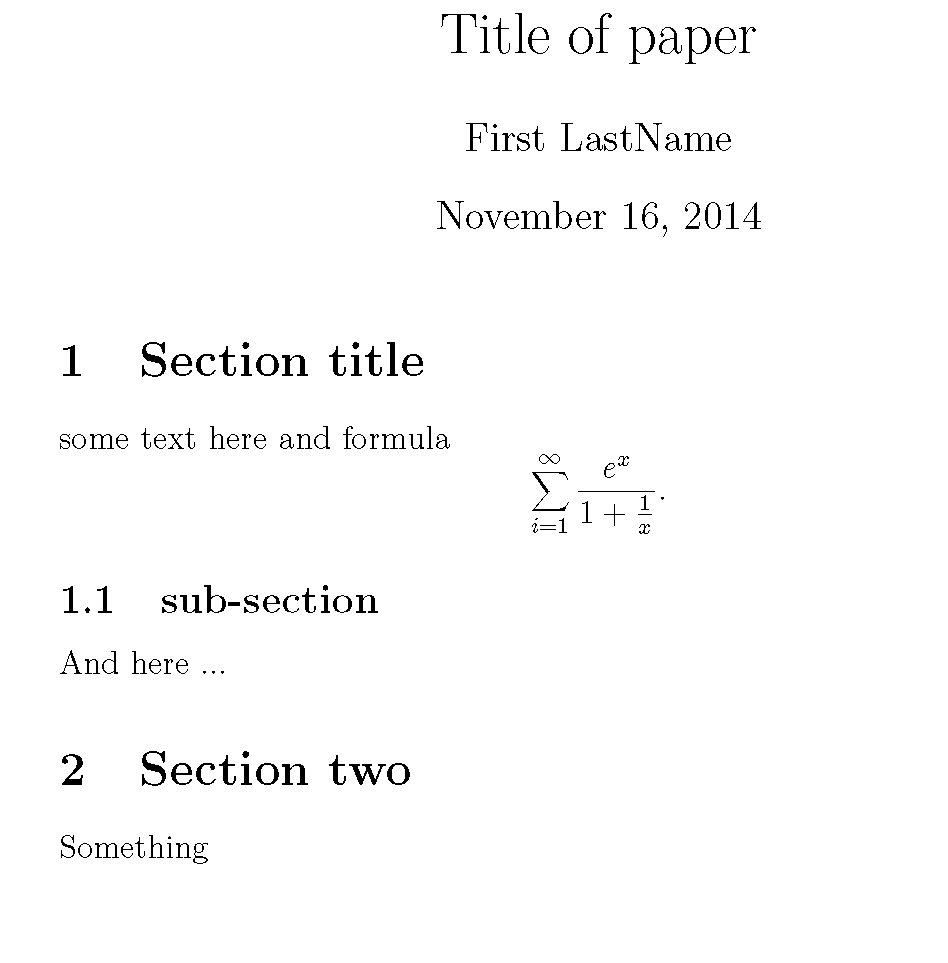 Title of paper
First LastName
November 16, 2014
1 Section title
some text here and formula
\sum_{i=1}^{\infty} \frac{e^x}{1 + \frac{1}{x}}.
1.1 sub-section
And here ...
2 Section two
Something